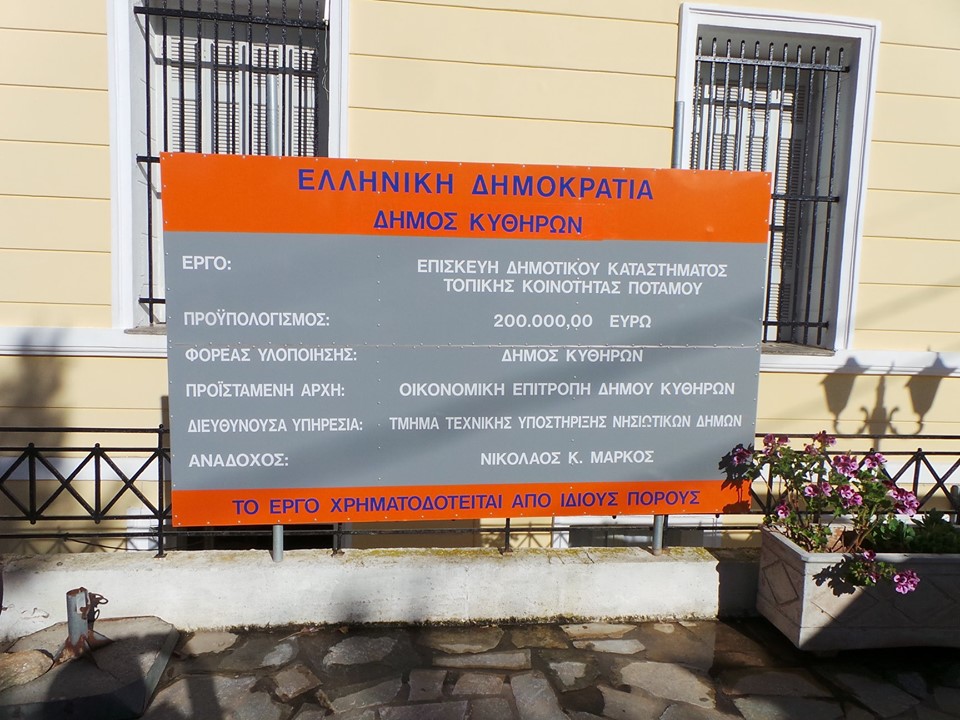 ΕΛΛΗΝΙΚΗ ΔΗΜΟΚΡΑΤΙΑ
ΔΗΜΟΣ ΚΥΘΗΡΩΝ
ΕΡΓΟ: ΕΠΙΣΚΕΥΗ ΔΗΜΟΤΙΚΟΥ ΚΑΤΑΣΤΗΜΑΤΟΣ
ΤΟΠΙΚΗΣ ΚΟΙΝΟΤΗΤΑΣ ΠΟΤΑΜΟΥ
ΠΡΟΫΠΟΛΟΓΙΣΜΟΣ: 200.000,00 ΕΥΡΩ
ΦΟΡΕΑΣ ΥΛΟΠΟΙΗΣΗΣ: ΔΗΜΟΣ ΚΥΘΗΡΩΝ
ΠΡΟΪΣΤΑΜΕΝΗ ΑΡΧΗ: ΟΙΚΟΝΟΜΙΚΗ ΕΠΙΤΡΟΠΗ ΔΗΜΟΥ ΚΥΘΗΡΩΝ
ΔΙΕΥΘΥΝΟΥΣΑ ΥΠΗΡΕΣΙΑ: ΤΜΗΜΑ ΤΕΧΝΙΚΗΣ ΥΠΟΣΤΗΡΙΞΗΣ ΝΗΣΙΩΤΙΚΩΝ ΔΗΜΩΝ
ΑΝΑΔΟΧΟΣ: ΝΙΚΟΛΑΟΣ Κ. ΜΑΡΚΟΣ
ΤΟ ΕΡΓΟ ΧΡΗΜΑΤΟΔΟΤΕΙΤΑΙ ΑΠΟ ΙΔΙΟΥΣ ΠΟΡΟΥΣ